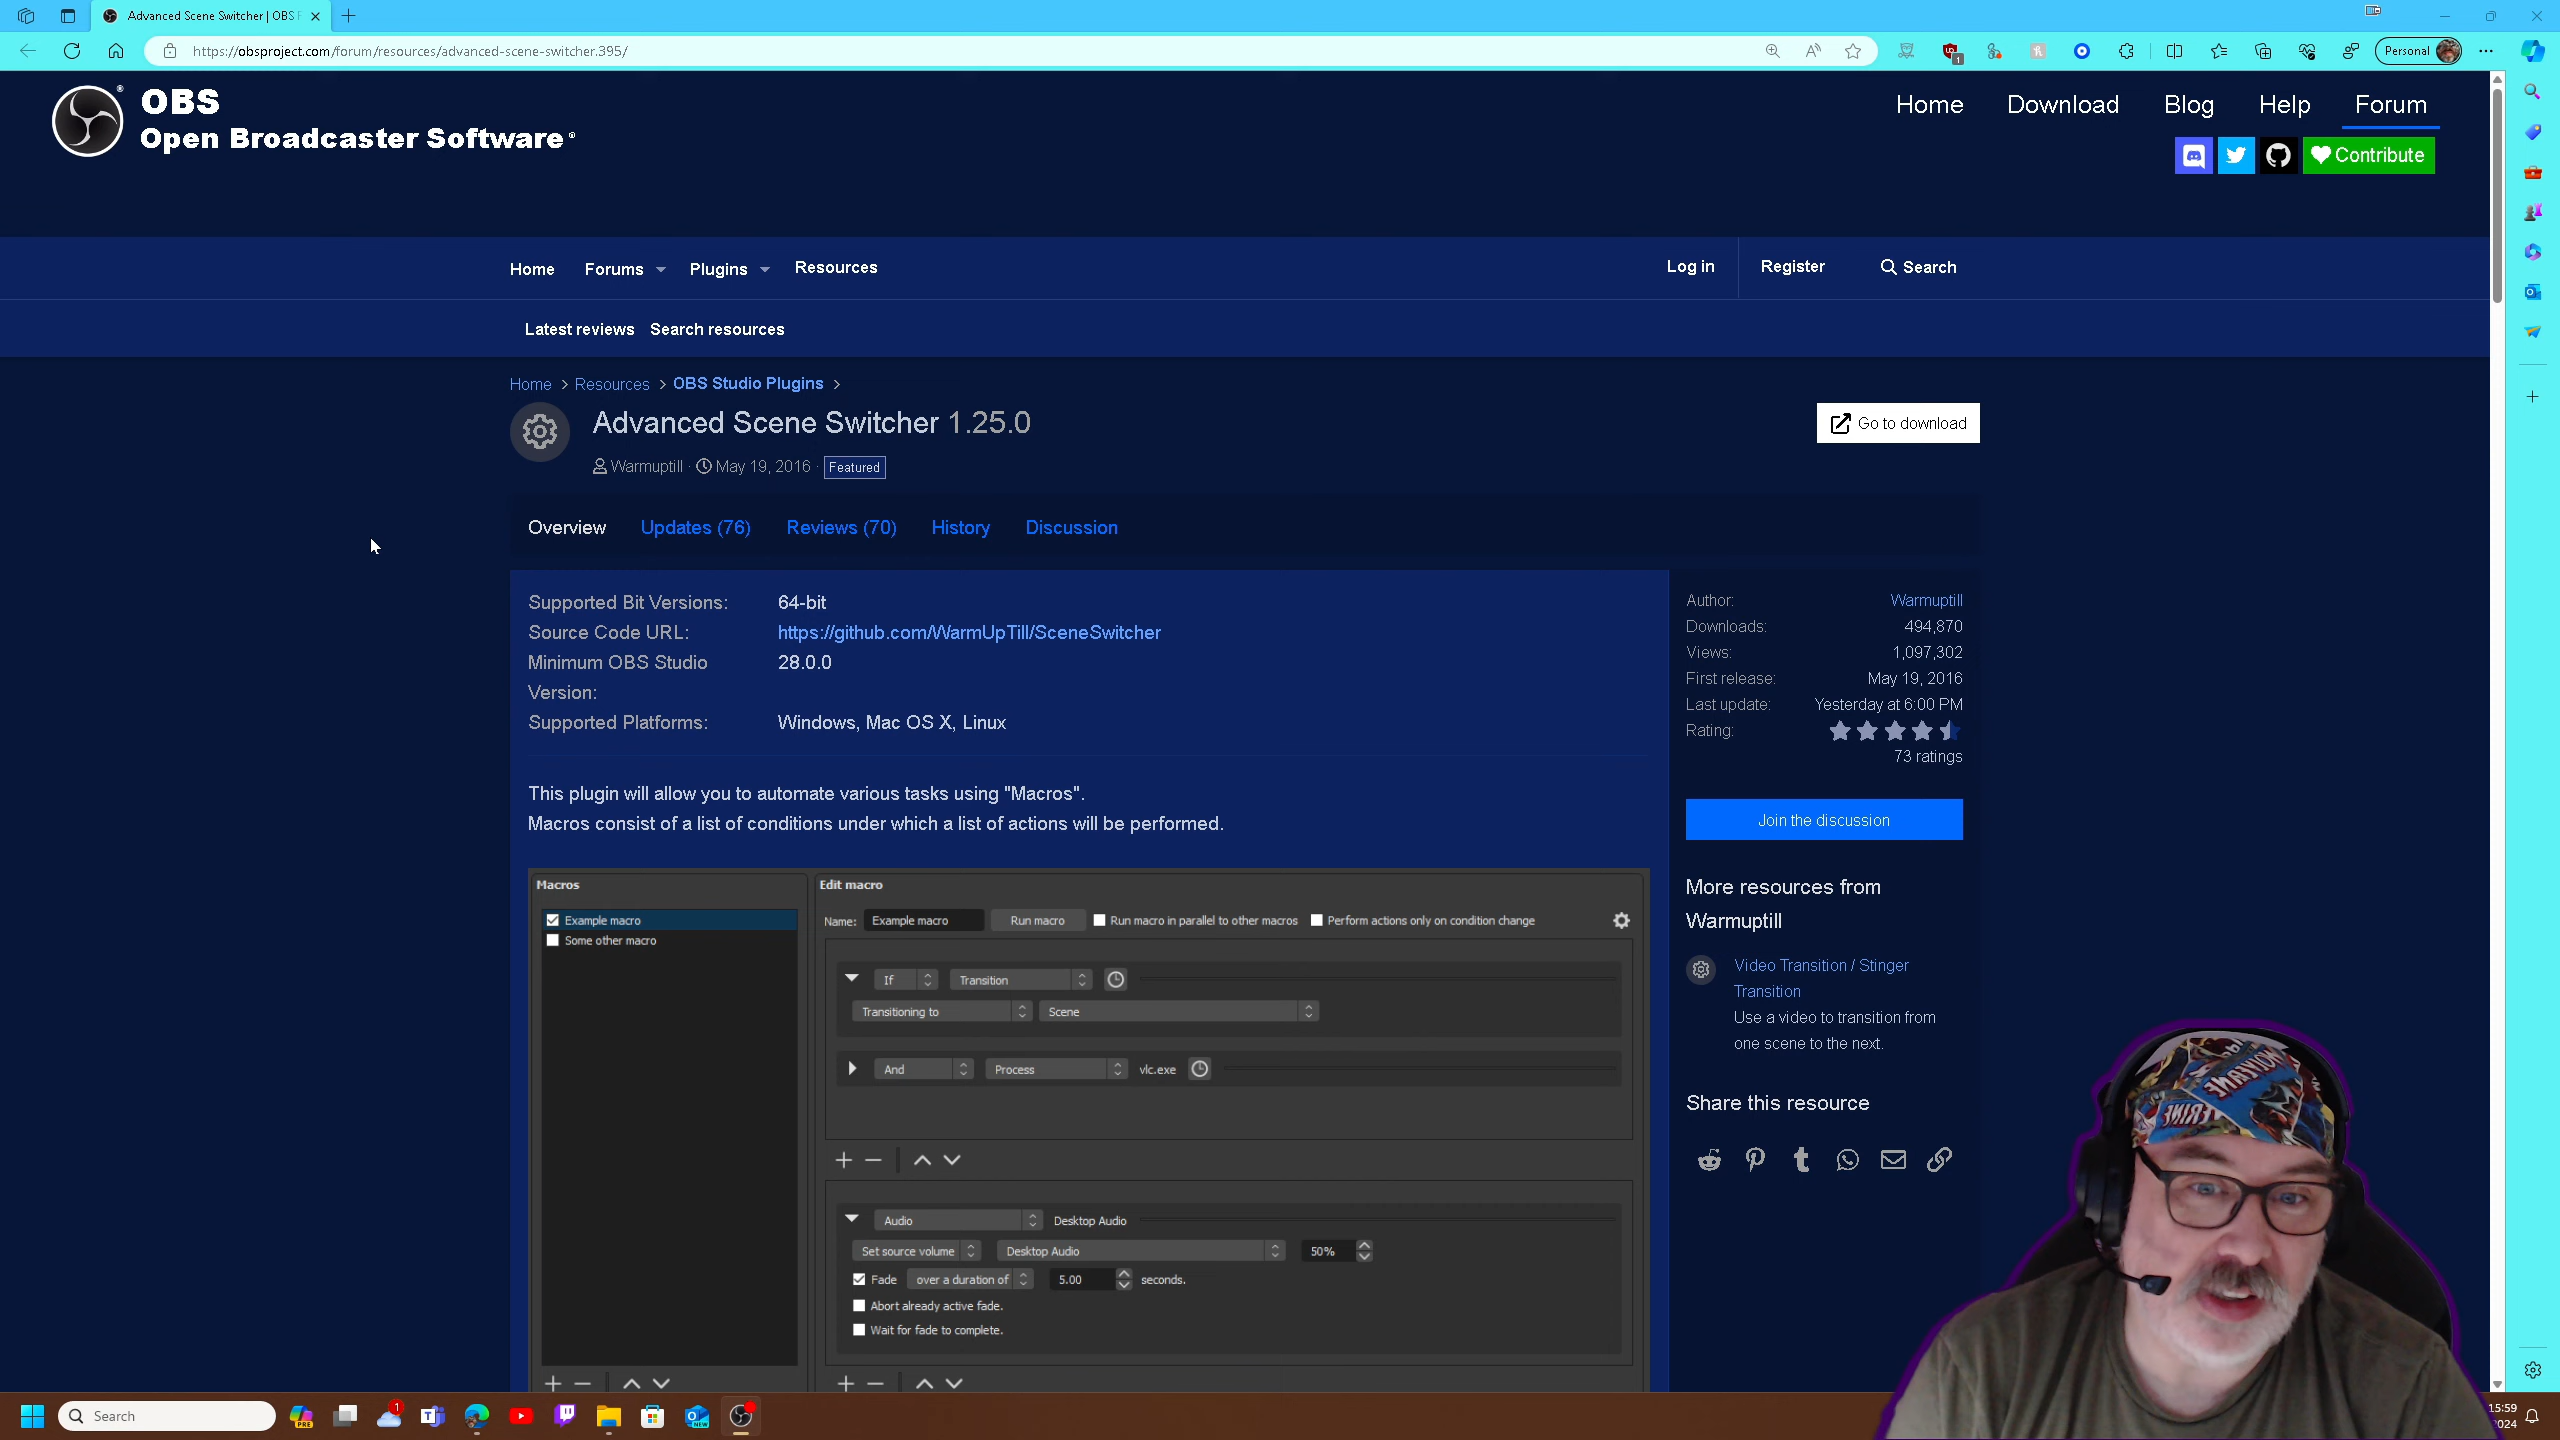 Advanced Scene Switcher | OBS F
https://obsproject.com/forum/resources/advanced-scene-switcher.395/
Personal
OBS
Open Broadcaster Software
Home Download Blog Help Forum
Contribute
Home Forums Plugins Resources Log in Register Search
Latest reviews Search resources
Home > Resources > OBS Studio Plugins >
Advanced Scene Switcher 1.25.0
Go to download
Warmuptill · May 19, 2016 · Featured
Overview Updates (76) Reviews (70) History Discussion
Supported Bit Versions: 64-bit
Source Code URL: https://github.com/WarmUpTill/SceneSwitcher
Minimum OBS Studio 28.0.0
Version:
Supported Platforms: Windows, Mac OS X, Linux
This plugin will allow you to automate various tasks using "Macros".
Macros consist of a list of conditions under which a list of actions will be performed.
Macros
Example macro
Some other macro
Edit macro
Name: Example macro Run macro Run macro in parallel to other macros Perform actions only on condition change
If Transition
Transitioning to Scene
And Process vlc.exe
Audio Desktop Audio
Set source volume Desktop Audio 50%
Fade over a duration of 5.00 seconds.
Abort already active fade.
Wait for fade to complete.
Author: Warmuptill
Downloads: 494,870
Views: 1,097,302
First release: May 19, 2016
Last update: Yesterday at 6:00 PM
Rating:
73 ratings
Join the discussion
More resources from
Warmuptill
Video Transition / Stinger
Transition
Use a video to transition from
one scene to the next.
Share this resource
WOLVERINE
Search
15:59
2024